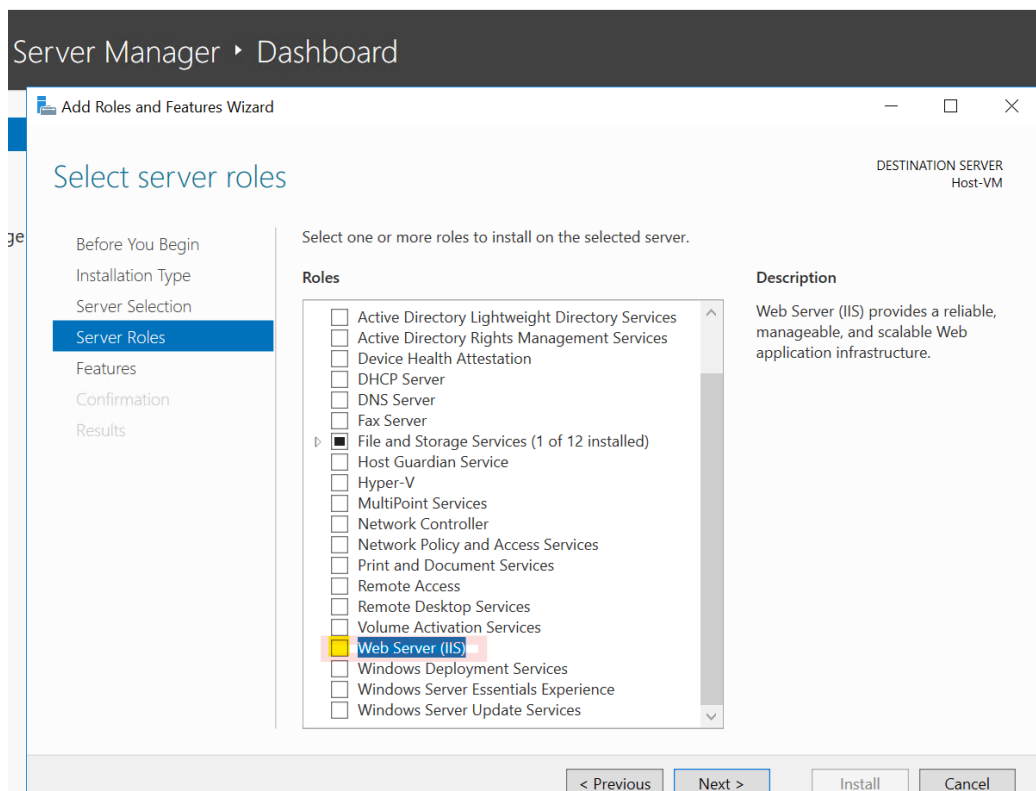 Server Manager ‣ Dashboard
Add Roles and Features Wizard
Select server roles
DESTINATION SERVER
Host-VM
Before You Begin
Installation Type
Server Selection
Server Roles
Features
Confirmation
Results
Select one or more roles to install on the selected server.
Roles
Active Directory Lightweight Directory Services
Active Directory Rights Management Services
Device Health Attestation
DHCP Server
DNS Server
Fax Server
File and Storage Services (1 of 12 installed)
Host Guardian Service
Hyper-V
MultiPoint Services
Network Controller
Network Policy and Access Services
Print and Document Services
Remote Access
Remote Desktop Services
Volume Activation Services
Web Server (IIS)
Windows Deployment Services
Windows Server Essentials Experience
Windows Server Update Services
Description
Web Server (IIS) provides a reliable,
manageable, and scalable Web
application infrastructure.
< Previous
Next >
Install
Cancel